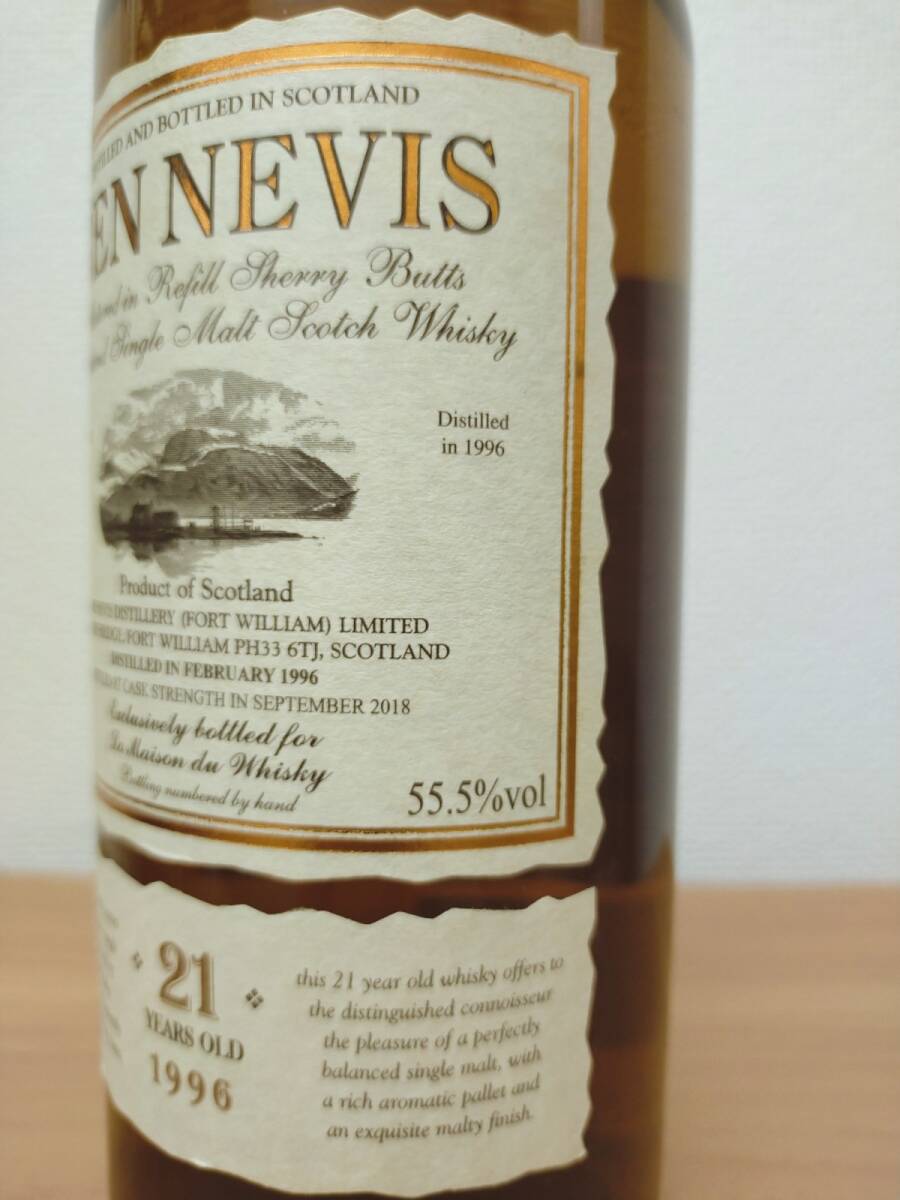 AND BOTTLED IN SCOTLAND
EN NEVIS
in Refill Sherry Butts
Single Malt Scotch Whisky
Distilled
in 1996
Product of Scotland
DISTILLERY (FORT WILLIAM) LIMITED
FORT WILLIAM PH33 6TJ, SCOTLAND
DISTILLED IN FEBRUARY 1996
AT CASK STRENGTH IN SEPTEMBER 2018
Exclusively bottled for
La Maison du Whisky
Bottling numbered by hand
55.5%vol
21
YEARS OLD
1996
this 21 year old whisky offers to
the distinguished connoisseur
the pleasure of a perfectly
balanced single malt, with
a rich aromatic pallet and
an exquisite malty finish.